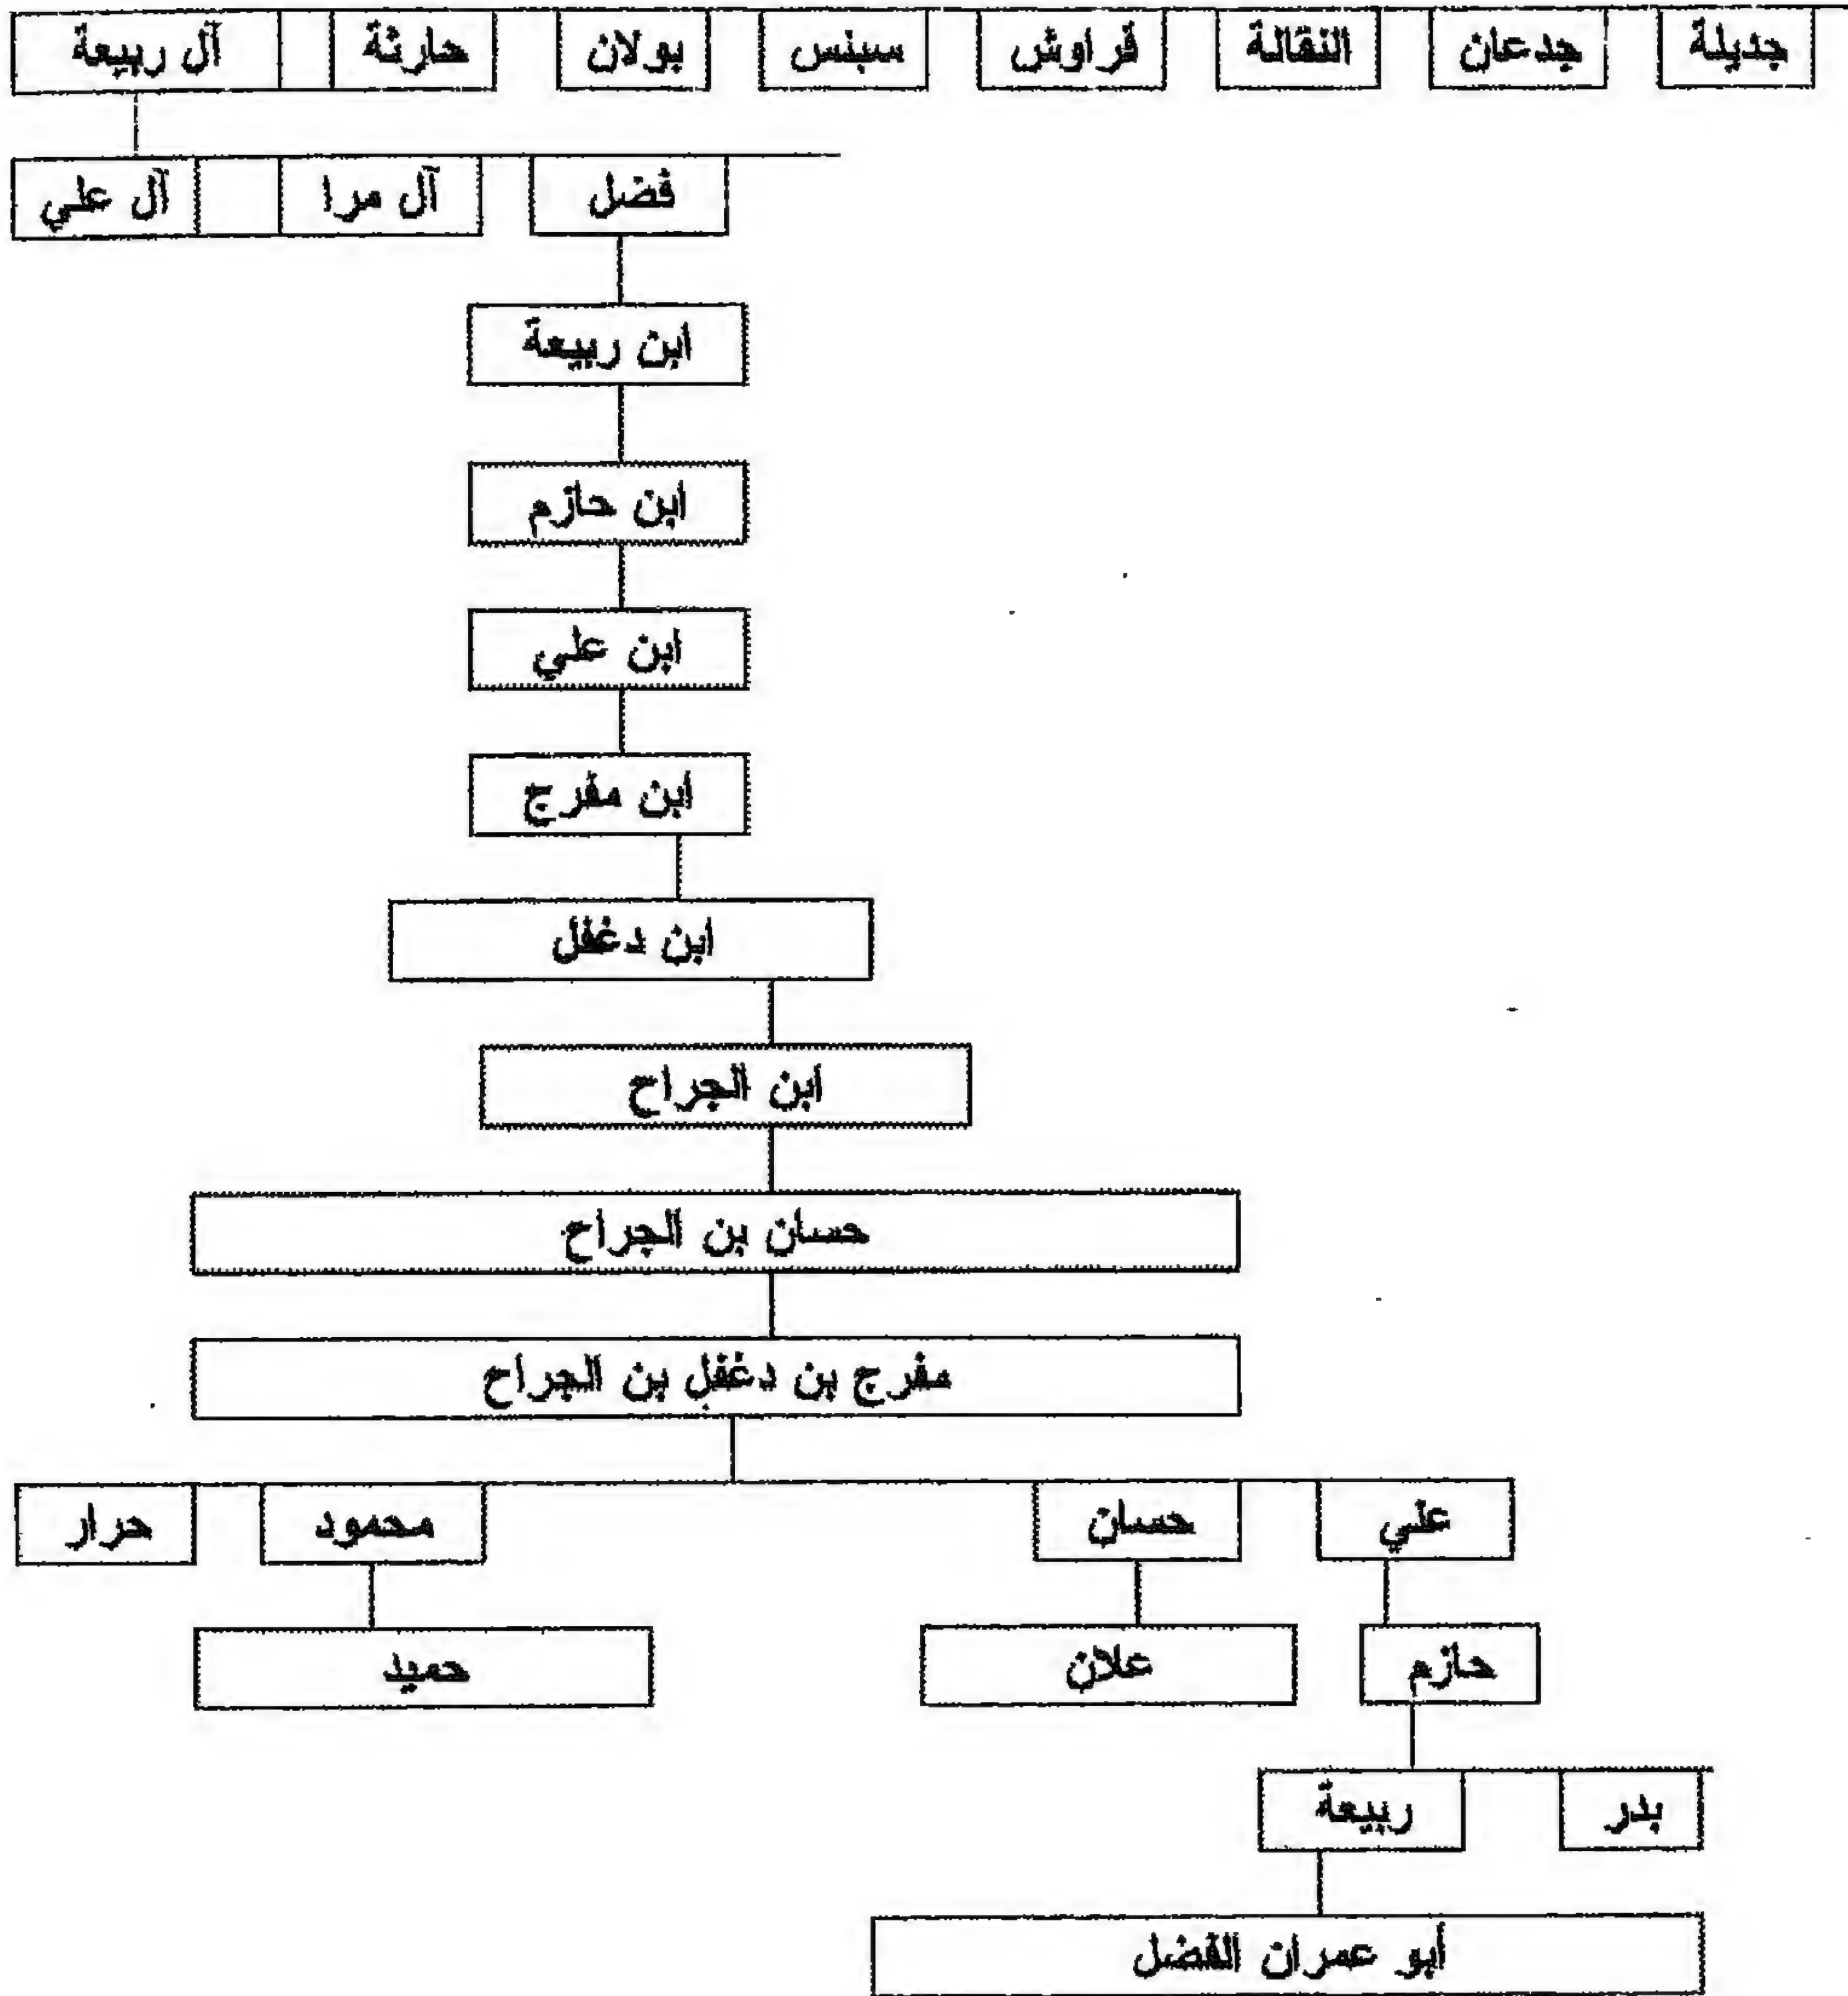 جديلة جدعان النقالة قراوش سبنس بولان حارثة آل ربيعة
فضل آل مرا آل علي
ابن ربيعة
ابن حازم
ابن علي
ابن مفرج
ابن دغفل
ابن الجراح
حسان بن الجراح
مفرج بن دغفل بن الجراح
علي حسان محمود حرار
حازم علان حميد
بدر ربيعة
أبو عمران الفضل